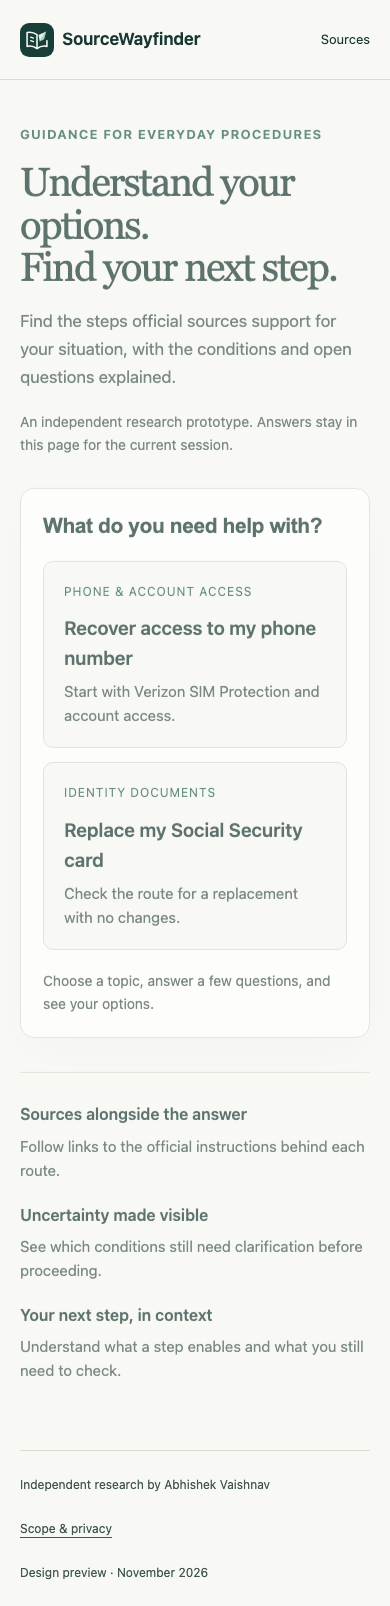 SourceWayfinder
Sources
GUIDANCE FOR EVERYDAY PROCEDURES
Understand your
options.
Find your next step.
Find the steps official sources support for
your situation, with the conditions and open
questions explained.
An independent research prototype. Answers stay in
this page for the current session.
What do you need help with?
PHONE & ACCOUNT ACCESS
Recover access to my phone
number
Start with Verizon SIM Protection and
account access.
IDENTITY DOCUMENTS
Replace my Social Security
card
Check the route for a replacement
with no changes.
Choose a topic, answer a few questions, and
see your options.
Sources alongside the answer
Follow links to the official instructions behind each
route.
Uncertainty made visible
See which conditions still need clarification before
proceeding.
Your next step, in context
Understand what a step enables and what you still
need to check.
Independent research by Abhishek Vaishnav
Scope & privacy
Design preview · November 2026